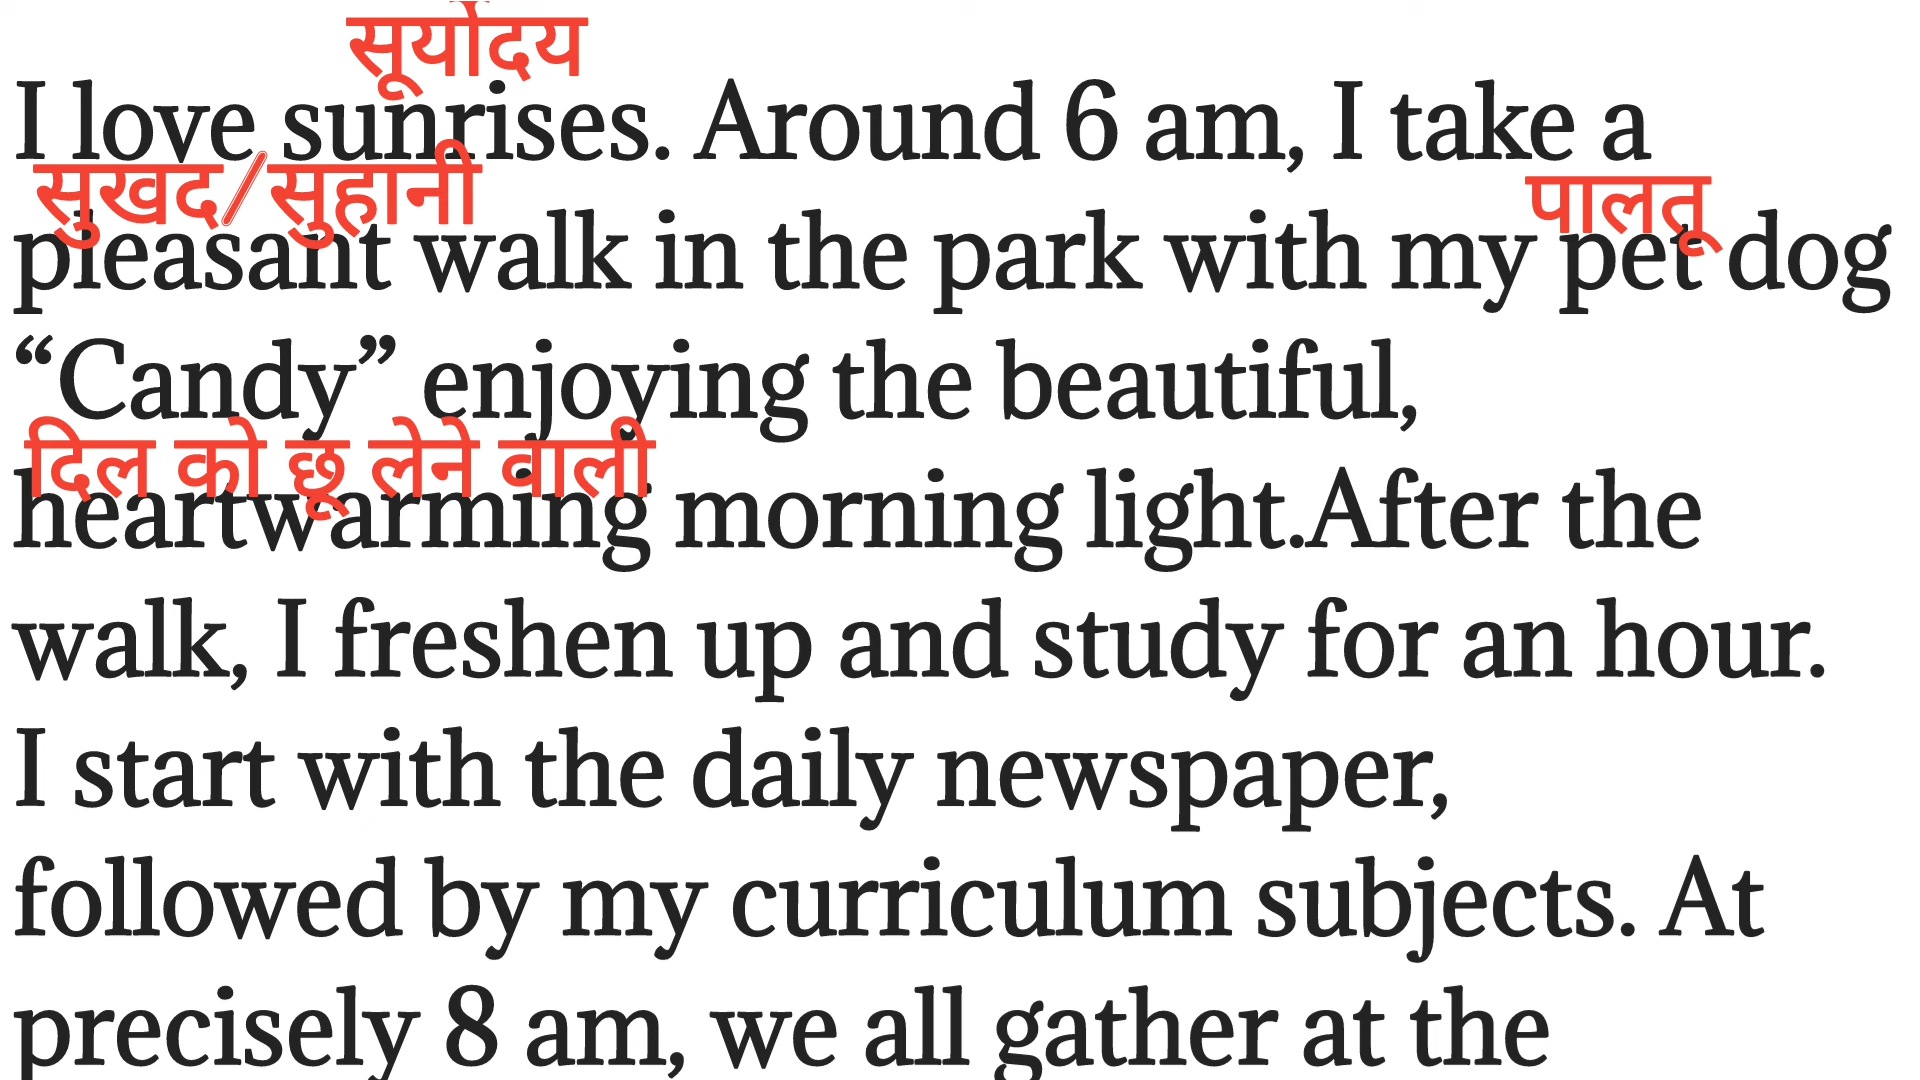 सूर्योदय
I love sunrises. Around 6 am, I take a
सुखद/सुहानी पालतू
pleasant walk in the park with my pet dog
“Candy” enjoying the beautiful,
दिल को छू लेने वाली
heartwarming morning light.After the
walk, I freshen up and study for an hour.
I start with the daily newspaper,
followed by my curriculum subjects. At
precisely 8 am, we all gather at the